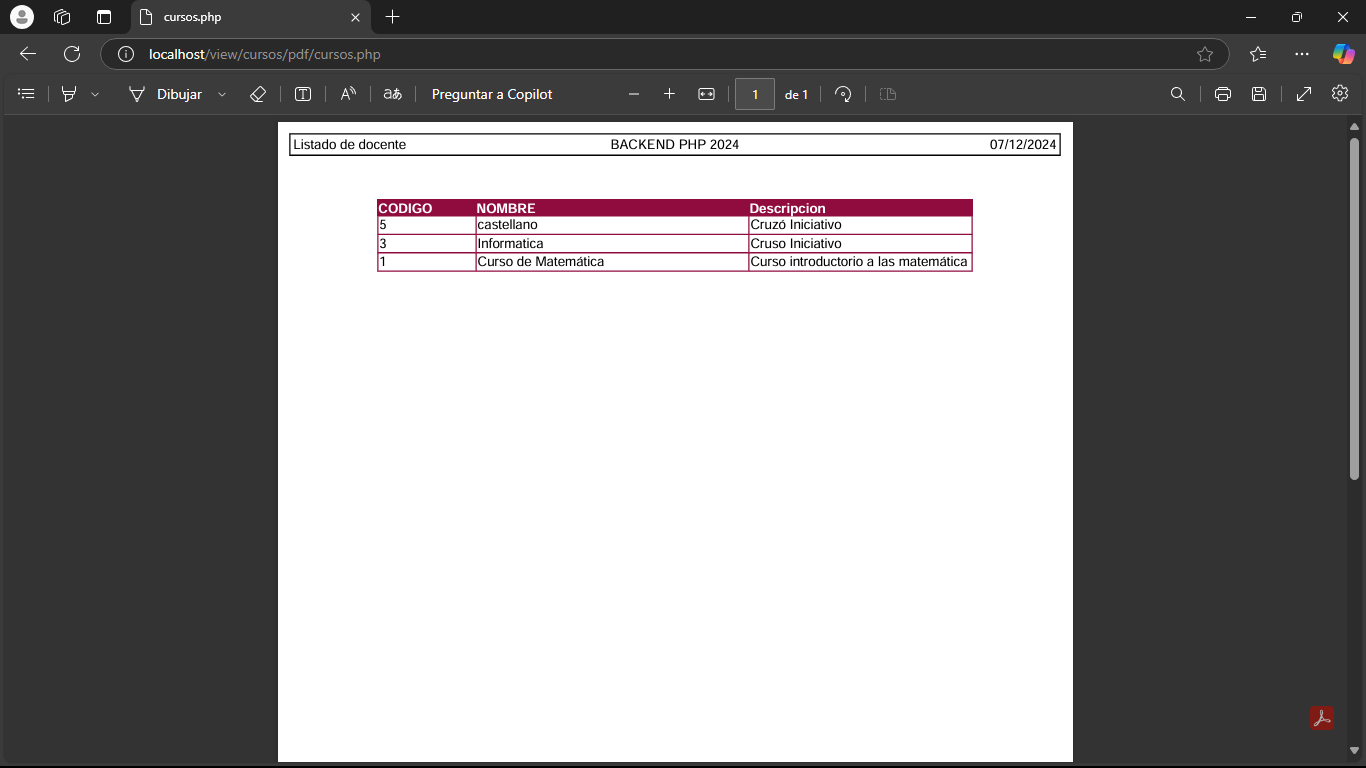 cursos.php
localhost/view/cursos/pdf/cursos.php
Dibujar
aあ
Preguntar a Copilot
1 de 1
Listado de docente BACKEND PHP 2024 07/12/2024
CODIGO NOMBRE Descripcion
5 castellano Cruzó Iniciativo
3 Informatica Cruso Iniciativo
1 Curso de Matemática Curso introductorio a las matemática